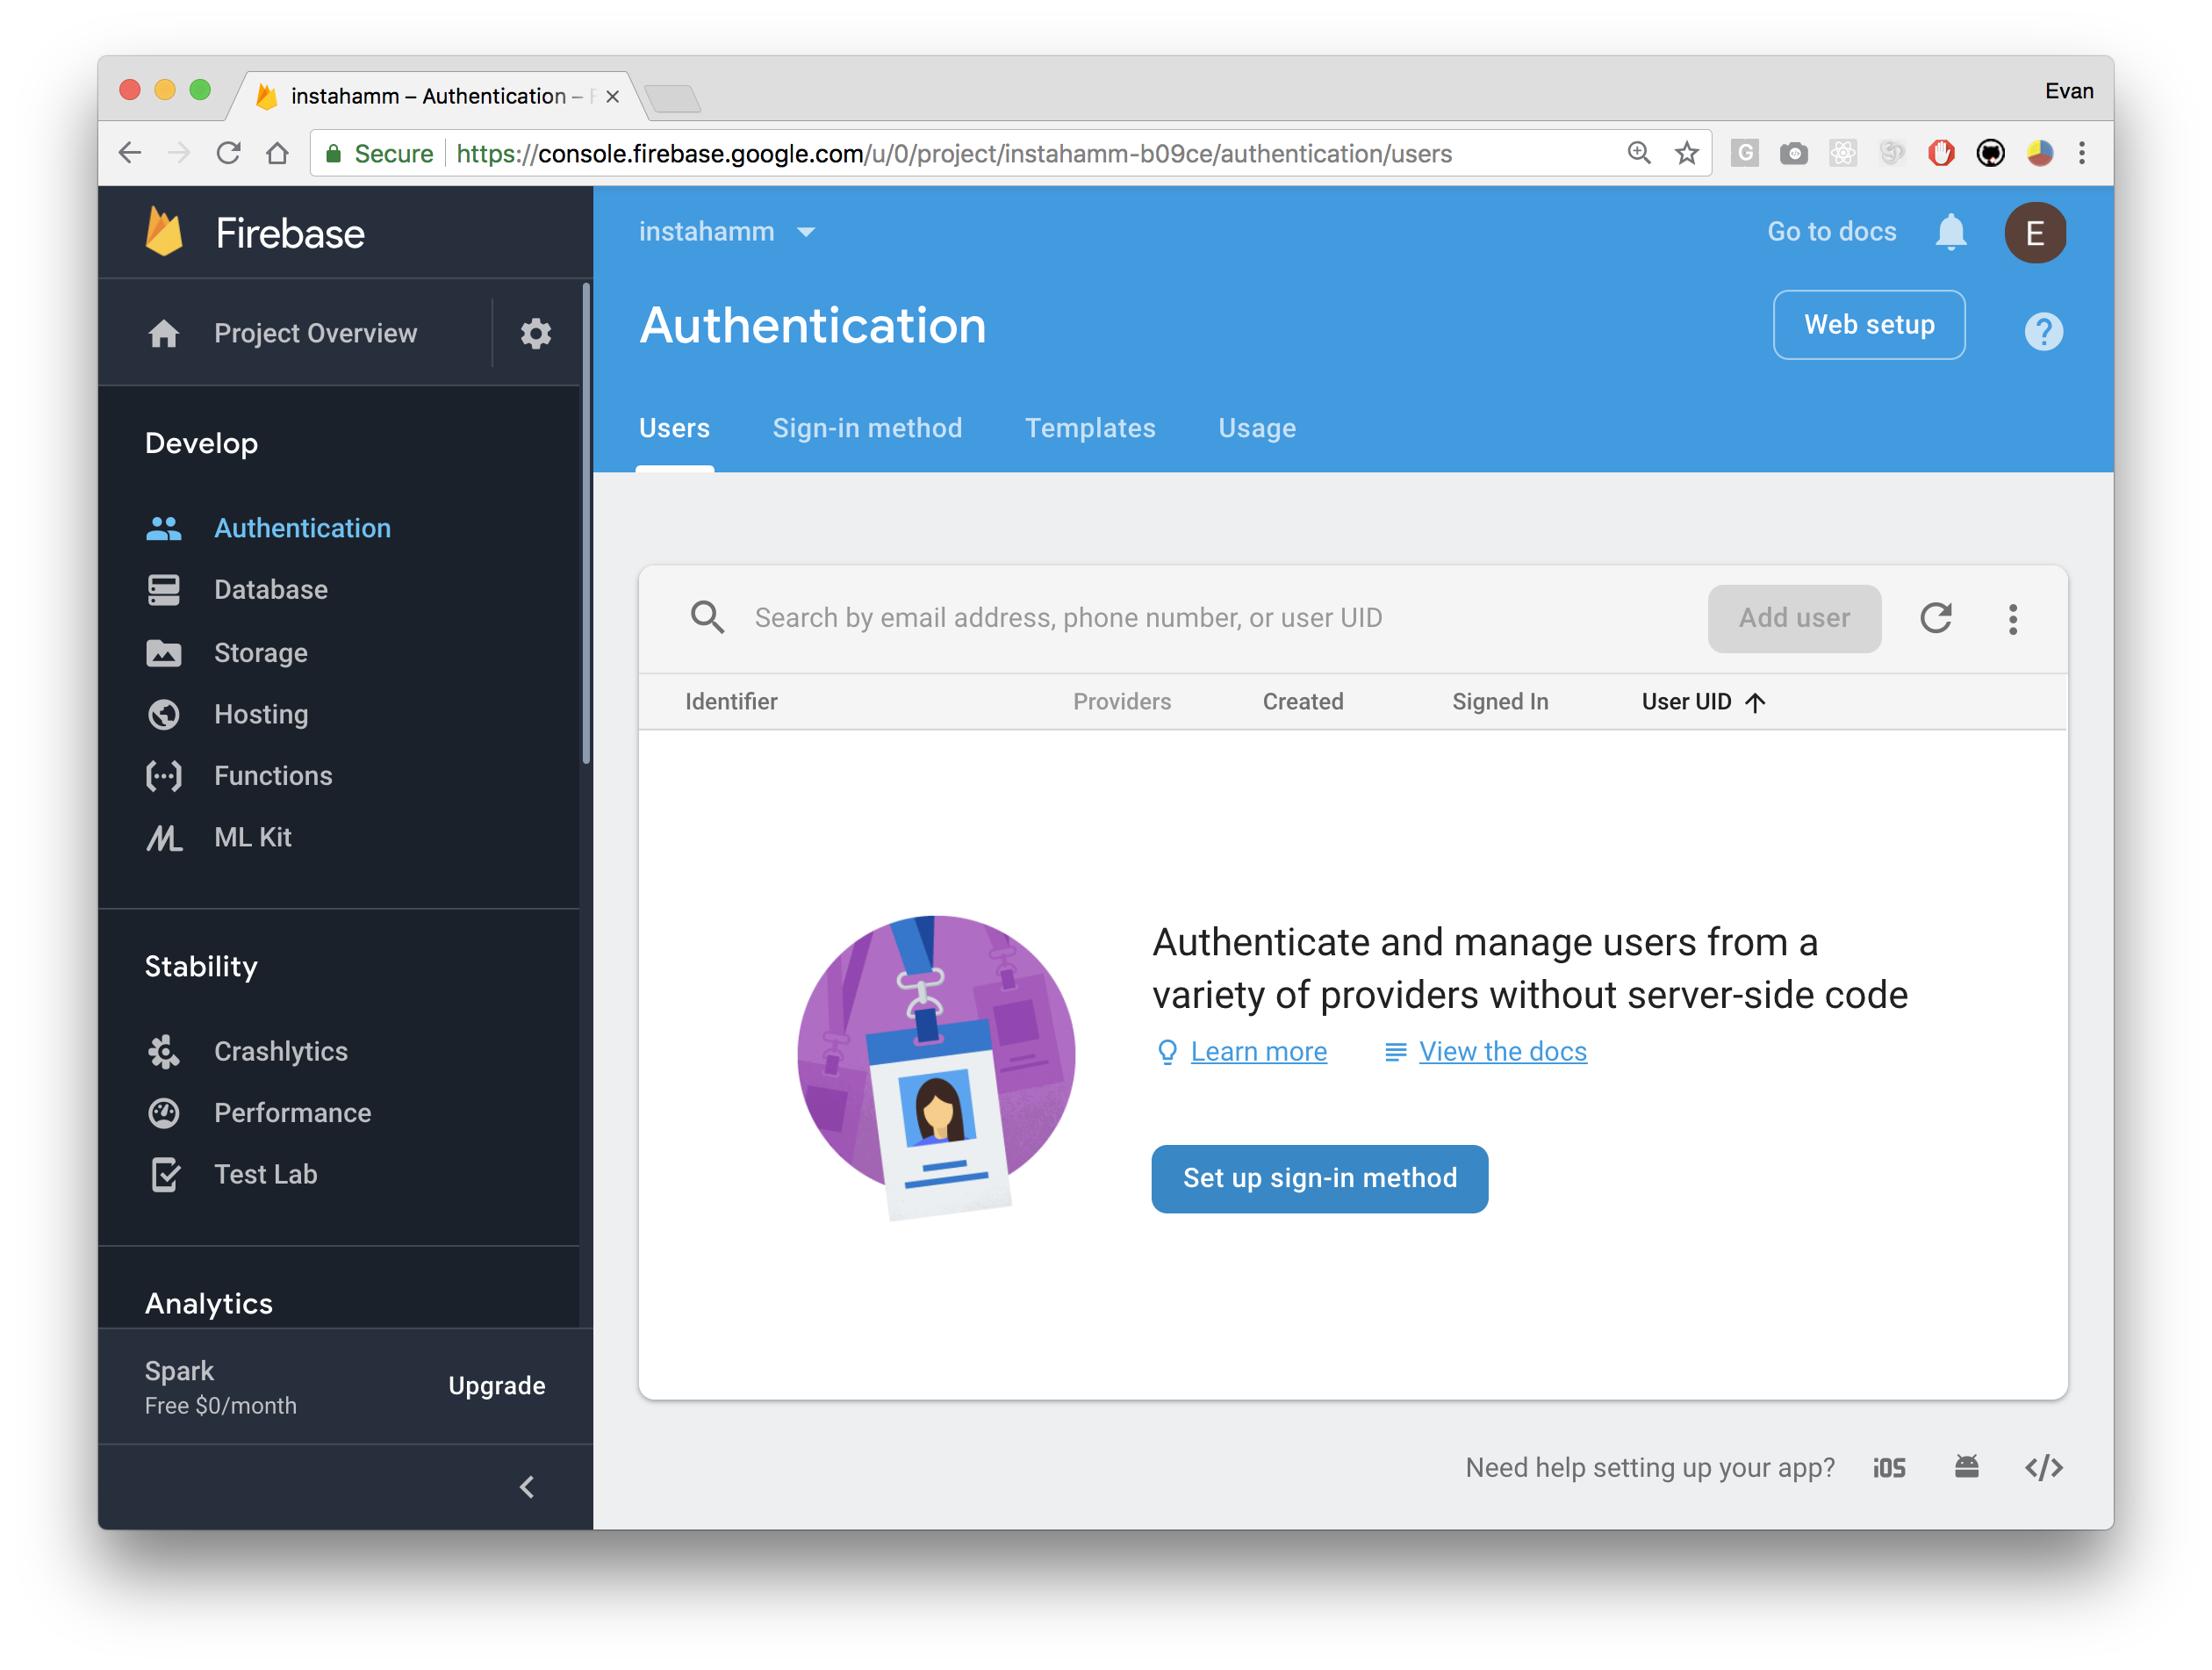 instahamm – Authentication –
Evan
Secure
https://console.firebase.google.com/u/0/project/instahamm-b09ce/authentication/users
G
Firebase
instahamm
Go to docs
E
Project Overview
Authentication
Web setup
?
Users
Sign-in method
Templates
Usage
Develop
Authentication
Database
Storage
Hosting
Functions
ML Kit
Search by email address, phone number, or user UID
Add user
Identifier
Providers
Created
Signed In
User UID
Authenticate and manage users from a
variety of providers without server-side code
Learn more
View the docs
Set up sign-in method
Stability
Crashlytics
Performance
Test Lab
Analytics
Spark
Free $0/month
Upgrade
Need help setting up your app?
iOS